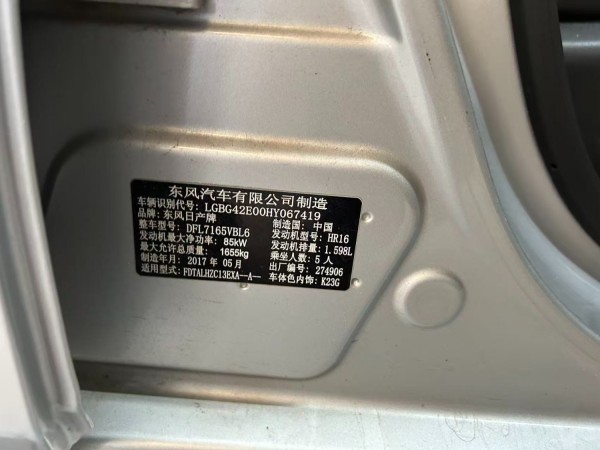 东风汽车有限公司制造
车辆识别代号: LGBG42E00HY067419
品牌: 东风日产牌 制造国: 中国
整车型号: DFL7165VBL6 发动机型号: HR16
发动机最大净功率: 85kW 发动机排量: 1.598L
最大允许总质量: 1655kg 乘坐人数: 5 人
制造年月: 2017 年 05 月 出厂编号: 274906
适用型式: FDTALHZC13EXA—A— 车体色内饰: K23G